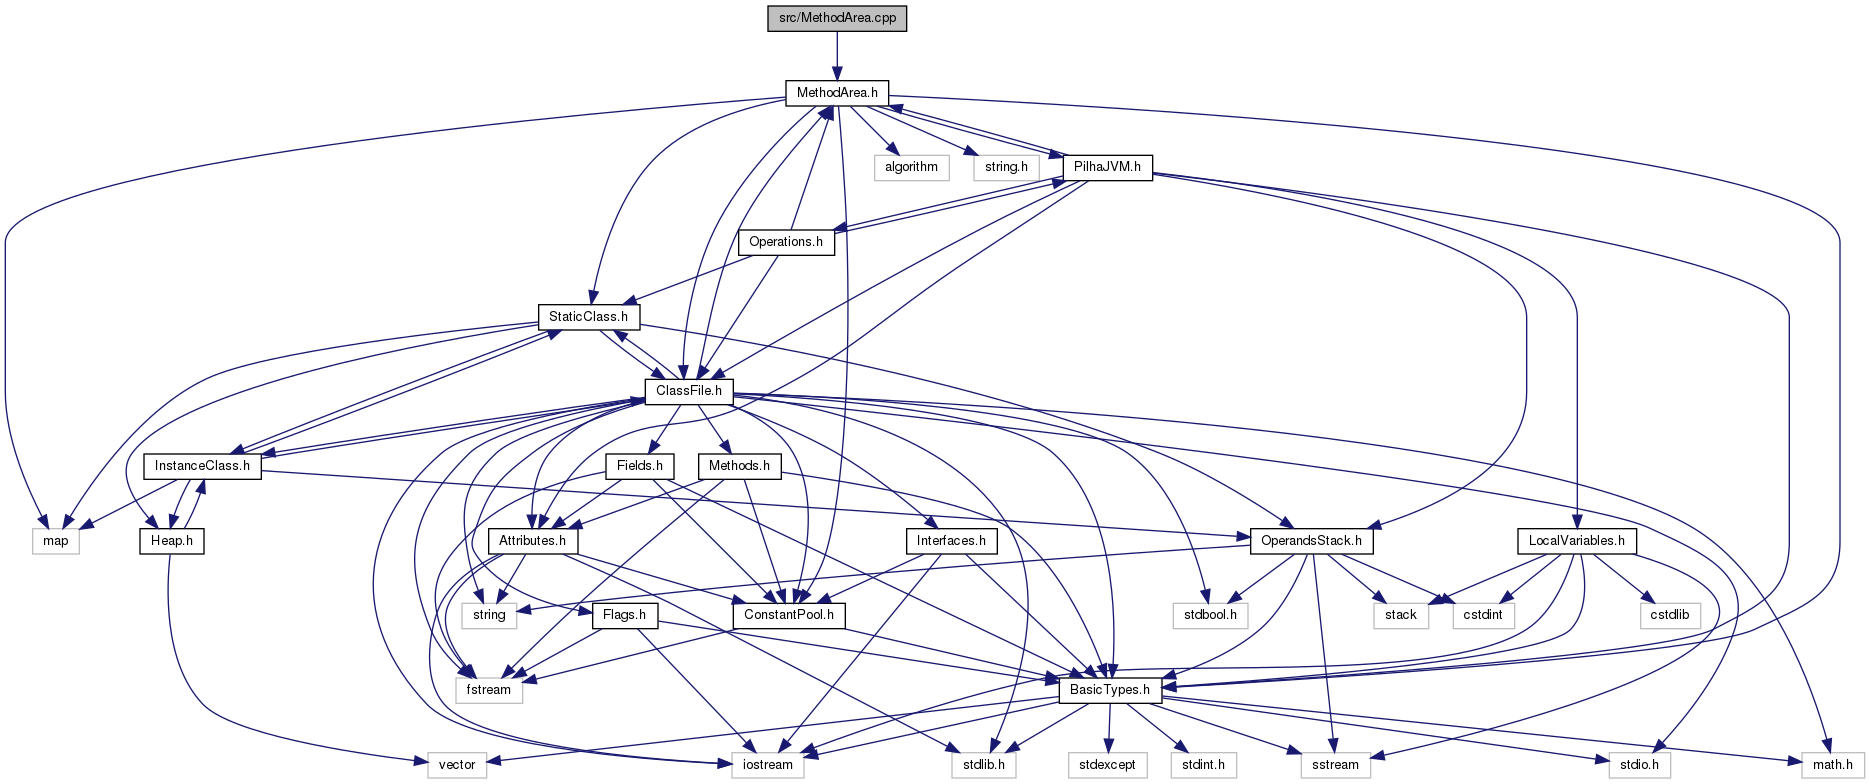 src/MethodArea.cpp
MethodArea.h
algorithm
string.h
PilhaJVM.h
Operations.h
StaticClass.h
ClassFile.h
InstanceClass.h
Fields.h
Methods.h
map
Heap.h
Attributes.h
Interfaces.h
OperandsStack.h
LocalVariables.h
string
Flags.h
ConstantPool.h
stdbool.h
stack
cstdint
cstdlib
fstream
BasicTypes.h
vector
iostream
stdlib.h
stdexcept
stdint.h
sstream
stdio.h
math.h